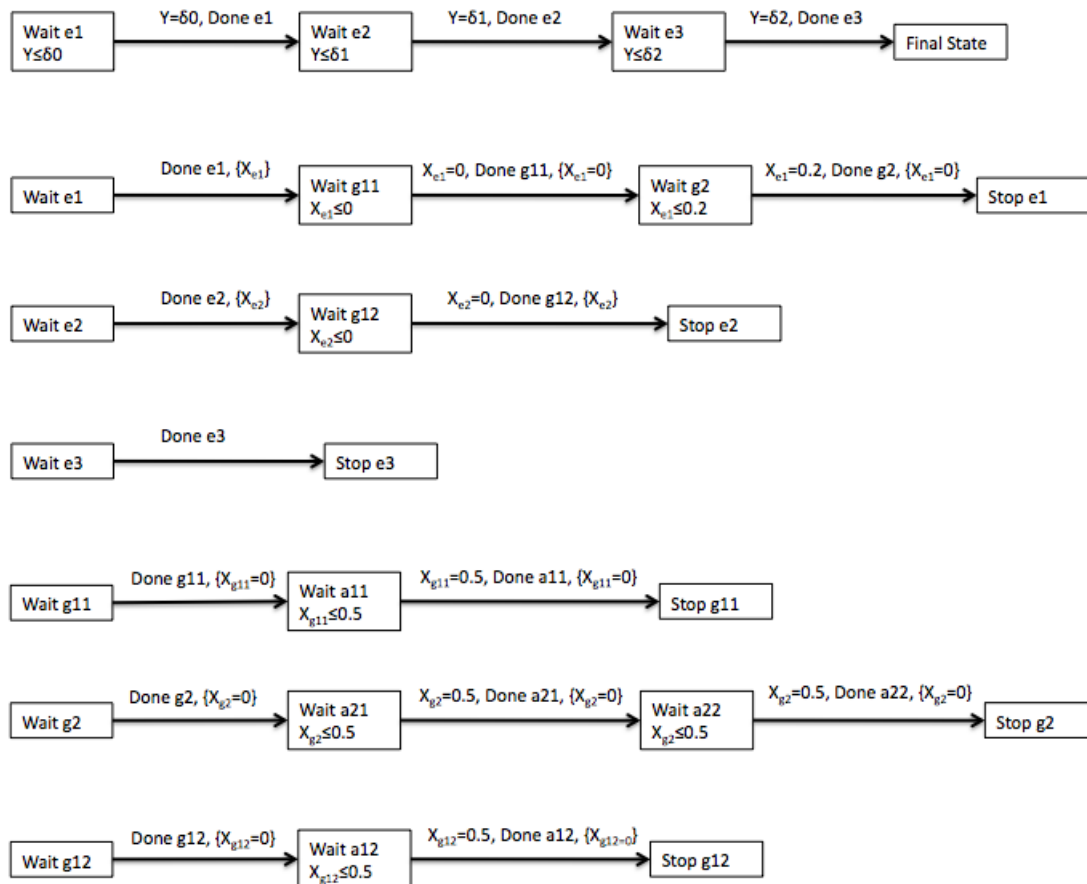 Y=δ0, Done e1
Y=δ1, Done e2
Y=δ2, Done e3
Wait e1
Y≤δ0
Wait e2
Y≤δ1
Wait e3
Y≤δ2
Final State
Done e1, {Xe1}
Xe1=0, Done g11, {Xe1=0}
Xe1=0.2, Done g2, {Xe1=0}
Wait e1
Wait g11
Xe1≤0
Wait g2
Xe1≤0.2
Stop e1
Done e2, {Xe2}
Xe2=0, Done g12, {Xe2}
Wait e2
Wait g12
Xe2≤0
Stop e2
Done e3
Wait e3
Stop e3
Done g11, {Xg11=0}
Xg11=0.5, Done a11, {Xg11=0}
Wait g11
Wait a11
Xg11≤0.5
Stop g11
Done g2, {Xg2=0}
Xg2=0.5, Done a21, {Xg2=0}
Xg2=0.5, Done a22, {Xg2=0}
Wait g2
Wait a21
Xg2≤0.5
Wait a22
Xg2≤0.5
Stop g2
Done g12, {Xg12=0}
Xg12=0.5, Done a12, {Xg12=0}
Wait g12
Wait a12
Xg12≤0.5
Stop g12